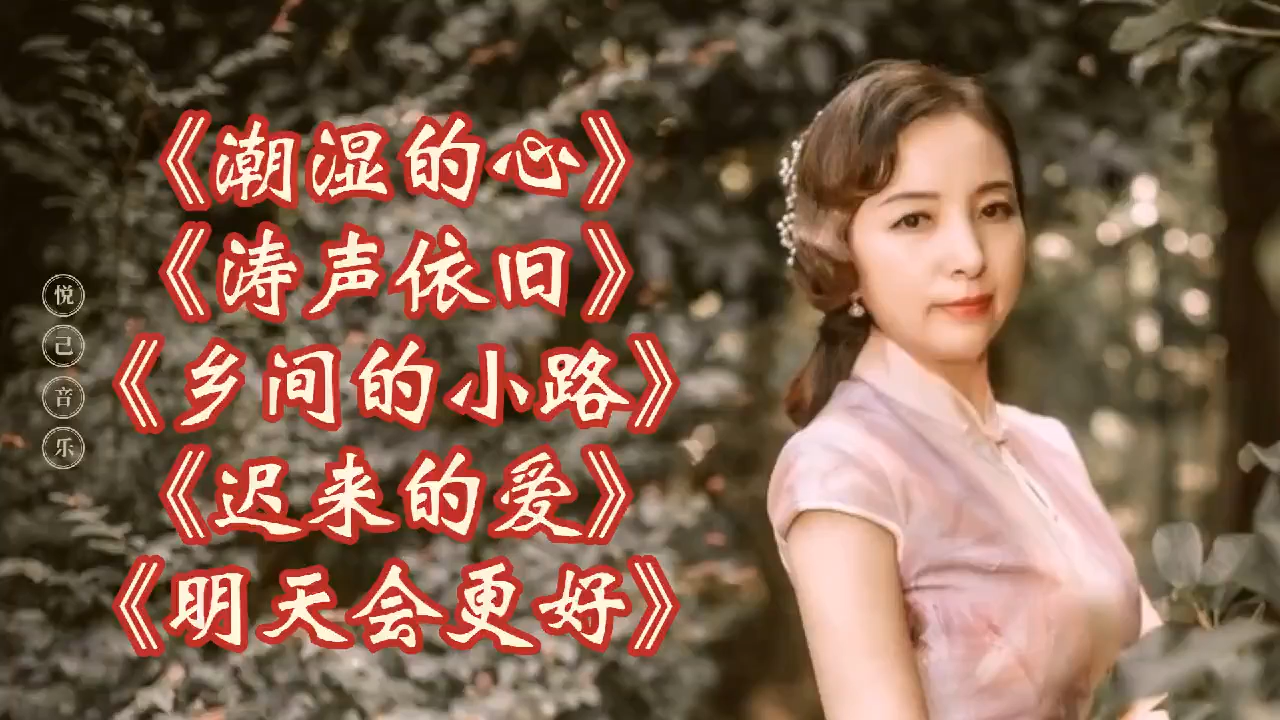 《潮湿的心》
《涛声依旧》
《乡间的小路》
《迟来的爱》
《明天会更好》
悦己音乐